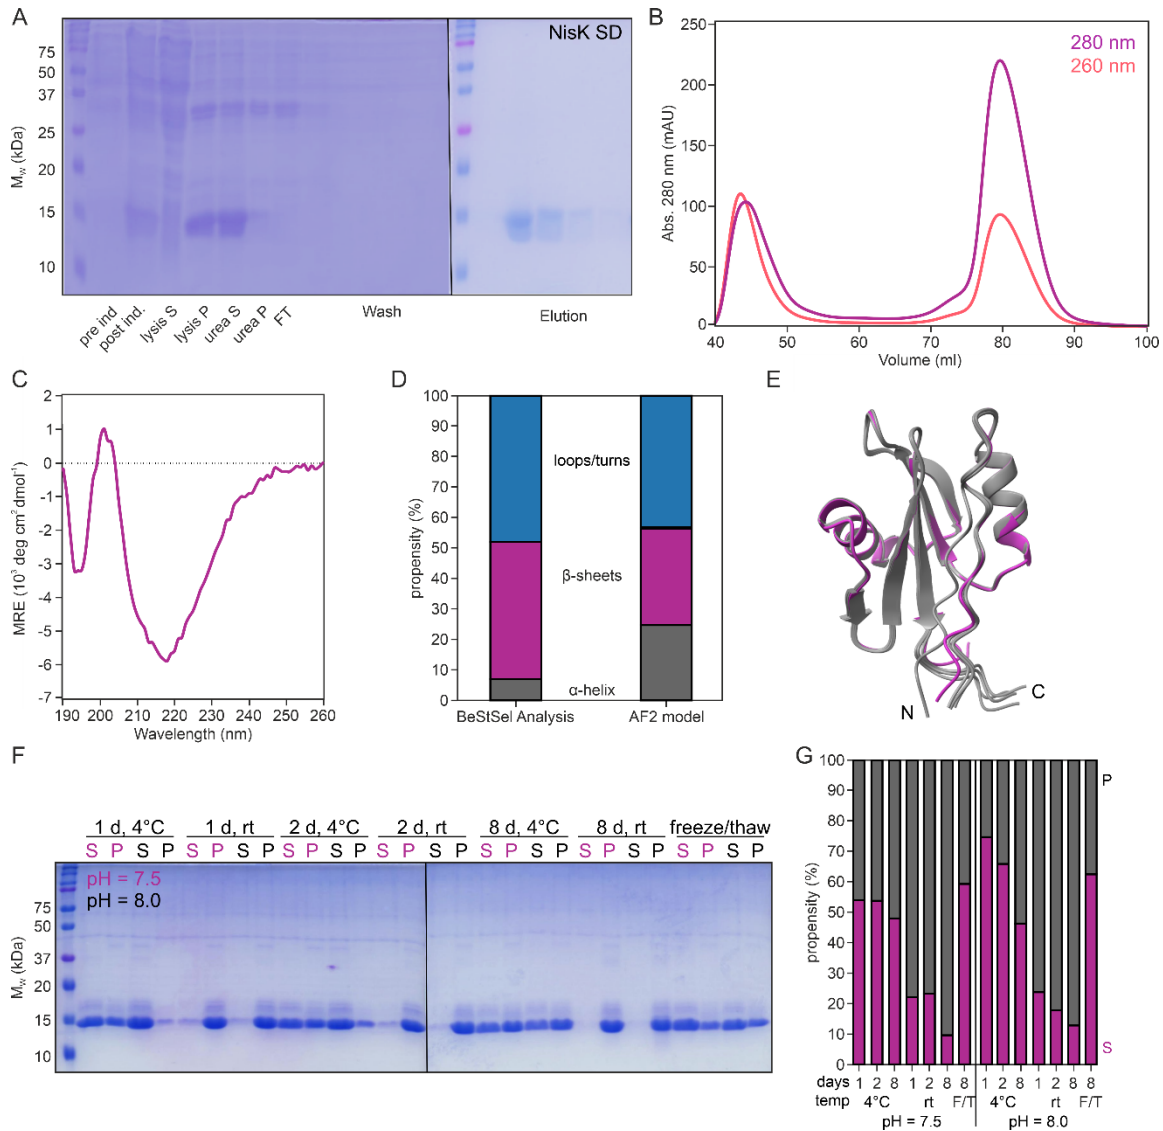 A
NisK SD
75
50
37
25
20
15
10
Mw (kDa)
pre ind
post ind.
lysis S
lysis P
urea S
urea P
FT
Wash
Elution
B
280 nm
260 nm
250
200
150
100
50
0
Abs. 280 nm (mAU)
40 50 60 70 80 90 100
Volume (ml)
C
2
1
0
-1
-2
-3
-4
-5
-6
-7
MRE (10³ deg cm² dmol⁻¹)
190 200 210 220 230 240 250 260
Wavelength (nm)
D
100
90
80
70
60
50
40
30
20
10
0
propensity (%)
loops/turns
β-sheets
α-helix
BeStSel Analysis AF2 model
E
N
C
F
1 d, 4°C 1 d, rt 2 d, 4°C 2 d, rt 8 d, 4°C 8 d, rt freeze/thaw
S P S P S P S P S P S P S P S P S P S P S P S P S P S P
pH = 7.5
pH = 8.0
75
50
37
25
20
15
10
Mw (kDa)
G
100
90
80
70
60
50
40
30
20
10
0
propensity (%)
P
S
days 1 2 8 1 2 8 8 1 2 8 1 2 8 8
temp 4°C rt F/T 4°C rt F/T
pH = 7.5 pH = 8.0